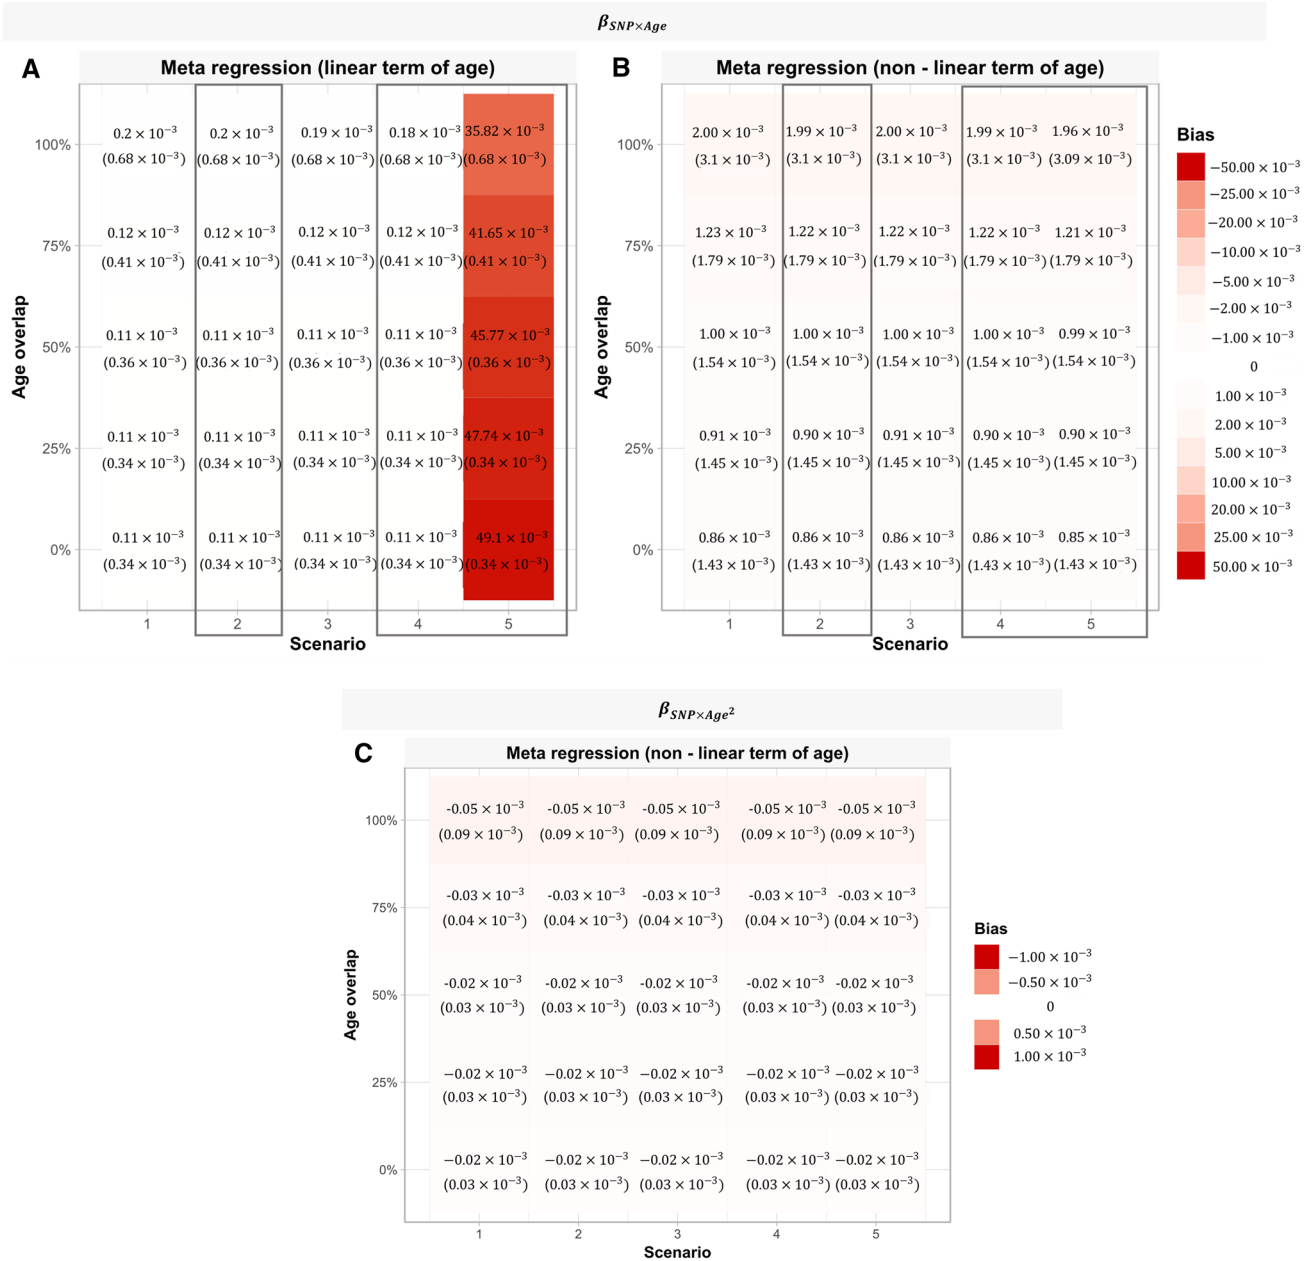 β_{SNP×Age}
A
Meta regression (linear term of age)
Age overlap
100%
0.2 × 10⁻³ 0.2 × 10⁻³ 0.19 × 10⁻³ 0.18 × 10⁻³ 35.82 × 10⁻³
(0.68 × 10⁻³) (0.68 × 10⁻³) (0.68 × 10⁻³) (0.68 × 10⁻³) (0.68 × 10⁻³)
75%
0.12 × 10⁻³ 0.12 × 10⁻³ 0.12 × 10⁻³ 0.12 × 10⁻³ 41.65 × 10⁻³
(0.41 × 10⁻³) (0.41 × 10⁻³) (0.41 × 10⁻³) (0.41 × 10⁻³) (0.41 × 10⁻³)
50%
0.11 × 10⁻³ 0.11 × 10⁻³ 0.11 × 10⁻³ 0.11 × 10⁻³ 45.77 × 10⁻³
(0.36 × 10⁻³) (0.36 × 10⁻³) (0.36 × 10⁻³) (0.36 × 10⁻³) (0.36 × 10⁻³)
25%
0.11 × 10⁻³ 0.11 × 10⁻³ 0.11 × 10⁻³ 0.11 × 10⁻³ 47.74 × 10⁻³
(0.34 × 10⁻³) (0.34 × 10⁻³) (0.34 × 10⁻³) (0.34 × 10⁻³) (0.34 × 10⁻³)
0%
0.11 × 10⁻³ 0.11 × 10⁻³ 0.11 × 10⁻³ 0.11 × 10⁻³ 49.1 × 10⁻³
(0.34 × 10⁻³) (0.34 × 10⁻³) (0.34 × 10⁻³) (0.34 × 10⁻³) (0.34 × 10⁻³)
1 2 3 4 5
Scenario
B
Meta regression (non - linear term of age)
Age overlap
100%
2.00 × 10⁻³ 1.99 × 10⁻³ 2.00 × 10⁻³ 1.99 × 10⁻³ 1.96 × 10⁻³
(3.1 × 10⁻³) (3.1 × 10⁻³) (3.1 × 10⁻³) (3.1 × 10⁻³) (3.09 × 10⁻³)
75%
1.23 × 10⁻³ 1.22 × 10⁻³ 1.22 × 10⁻³ 1.22 × 10⁻³ 1.21 × 10⁻³
(1.79 × 10⁻³) (1.79 × 10⁻³) (1.79 × 10⁻³) (1.79 × 10⁻³) (1.79 × 10⁻³)
50%
1.00 × 10⁻³ 1.00 × 10⁻³ 1.00 × 10⁻³ 1.00 × 10⁻³ 0.99 × 10⁻³
(1.54 × 10⁻³) (1.54 × 10⁻³) (1.54 × 10⁻³) (1.54 × 10⁻³) (1.54 × 10⁻³)
25%
0.91 × 10⁻³ 0.90 × 10⁻³ 0.91 × 10⁻³ 0.90 × 10⁻³ 0.90 × 10⁻³
(1.45 × 10⁻³) (1.45 × 10⁻³) (1.45 × 10⁻³) (1.45 × 10⁻³) (1.45 × 10⁻³)
0%
0.86 × 10⁻³ 0.86 × 10⁻³ 0.86 × 10⁻³ 0.86 × 10⁻³ 0.85 × 10⁻³
(1.43 × 10⁻³) (1.43 × 10⁻³) (1.43 × 10⁻³) (1.43 × 10⁻³) (1.43 × 10⁻³)
1 2 3 4 5
Scenario
Bias
−50.00 × 10⁻³
−25.00 × 10⁻³
−20.00 × 10⁻³
−10.00 × 10⁻³
−5.00 × 10⁻³
−2.00 × 10⁻³
−1.00 × 10⁻³
0
1.00 × 10⁻³
2.00 × 10⁻³
5.00 × 10⁻³
10.00 × 10⁻³
20.00 × 10⁻³
25.00 × 10⁻³
50.00 × 10⁻³
β_{SNP×Age²}
C
Meta regression (non - linear term of age)
Age overlap
100%
-0.05 × 10⁻³ -0.05 × 10⁻³ -0.05 × 10⁻³ -0.05 × 10⁻³ -0.05 × 10⁻³
(0.09 × 10⁻³) (0.09 × 10⁻³) (0.09 × 10⁻³) (0.09 × 10⁻³) (0.09 × 10⁻³)
75%
-0.03 × 10⁻³ -0.03 × 10⁻³ -0.03 × 10⁻³ -0.03 × 10⁻³ -0.03 × 10⁻³
(0.04 × 10⁻³) (0.04 × 10⁻³) (0.04 × 10⁻³) (0.04 × 10⁻³) (0.04 × 10⁻³)
50%
-0.02 × 10⁻³ -0.02 × 10⁻³ -0.02 × 10⁻³ -0.02 × 10⁻³ -0.02 × 10⁻³
(0.03 × 10⁻³) (0.03 × 10⁻³) (0.03 × 10⁻³) (0.03 × 10⁻³) (0.03 × 10⁻³)
25%
−0.02 × 10⁻³ −0.02 × 10⁻³ −0.02 × 10⁻³ −0.02 × 10⁻³ −0.02 × 10⁻³
(0.03 × 10⁻³) (0.03 × 10⁻³) (0.03 × 10⁻³) (0.03 × 10⁻³) (0.03 × 10⁻³)
0%
−0.02 × 10⁻³ −0.02 × 10⁻³ −0.02 × 10⁻³ −0.02 × 10⁻³ −0.02 × 10⁻³
(0.03 × 10⁻³) (0.03 × 10⁻³) (0.03 × 10⁻³) (0.03 × 10⁻³) (0.03 × 10⁻³)
1 2 3 4 5
Scenario
Bias
−1.00 × 10⁻³
−0.50 × 10⁻³
0
0.50 × 10⁻³
1.00 × 10⁻³